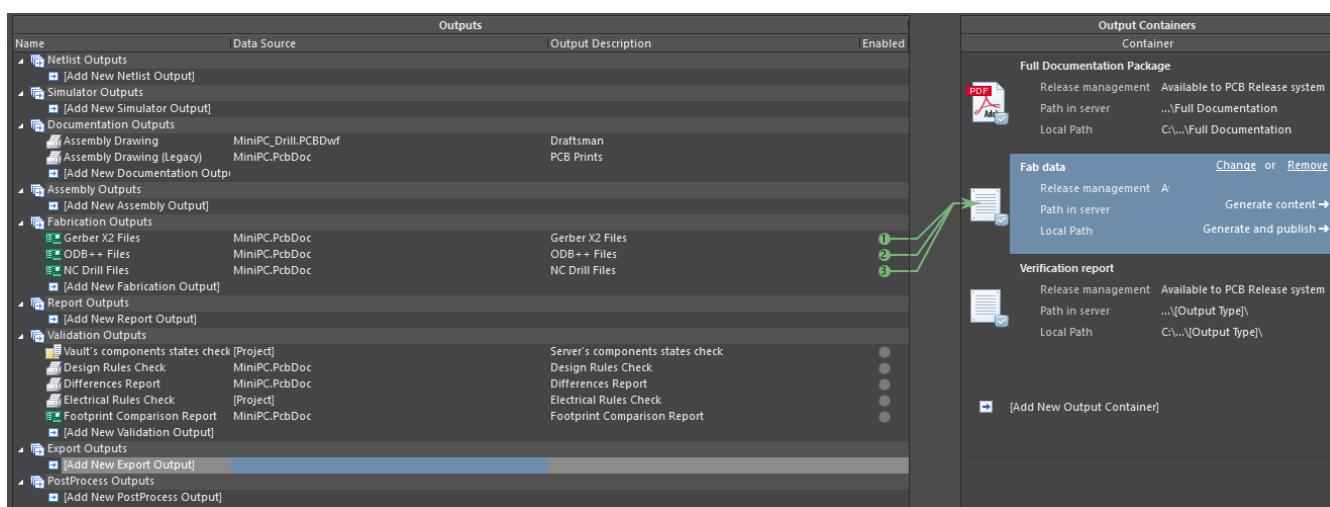 Outputs
Name Data Source Output Description Enabled
Netlist Outputs
[Add New Netlist Output]
Simulator Outputs
[Add New Simulator Output]
Documentation Outputs
Assembly Drawing MiniPC_Drill.PCBDwf Draftsman
Assembly Drawing (Legacy) MiniPC.PcbDoc PCB Prints
[Add New Documentation Outp
Assembly Outputs
[Add New Assembly Output]
Fabrication Outputs
Gerber X2 Files MiniPC.PcbDoc Gerber X2 Files 1
ODB++ Files MiniPC.PcbDoc ODB++ Files 2
NC Drill Files MiniPC.PcbDoc NC Drill Files 3
[Add New Fabrication Output]
Report Outputs
[Add New Report Output]
Validation Outputs
Vault's components states check [Project] Server's components states check
Design Rules Check MiniPC.PcbDoc Design Rules Check
Differences Report MiniPC.PcbDoc Differences Report
Electrical Rules Check [Project] Electrical Rules Check
Footprint Comparison Report MiniPC.PcbDoc Footprint Comparison Report
[Add New Validation Output]
Export Outputs
[Add New Export Output]
PostProcess Outputs
[Add New PostProcess Output]
Output Containers
Container
Full Documentation Package
PDF
Release management Available to PCB Release system
Path in server ...\Full Documentation
Local Path C:\...\Full Documentation
Fab data Change or Remove
Release management
Path in server Generate content →
Local Path Generate and publish →
Verification report
Release management Available to PCB Release system
Path in server ...\[Output Type]\
Local Path C:\...\[Output Type]\
[Add New Output Container]